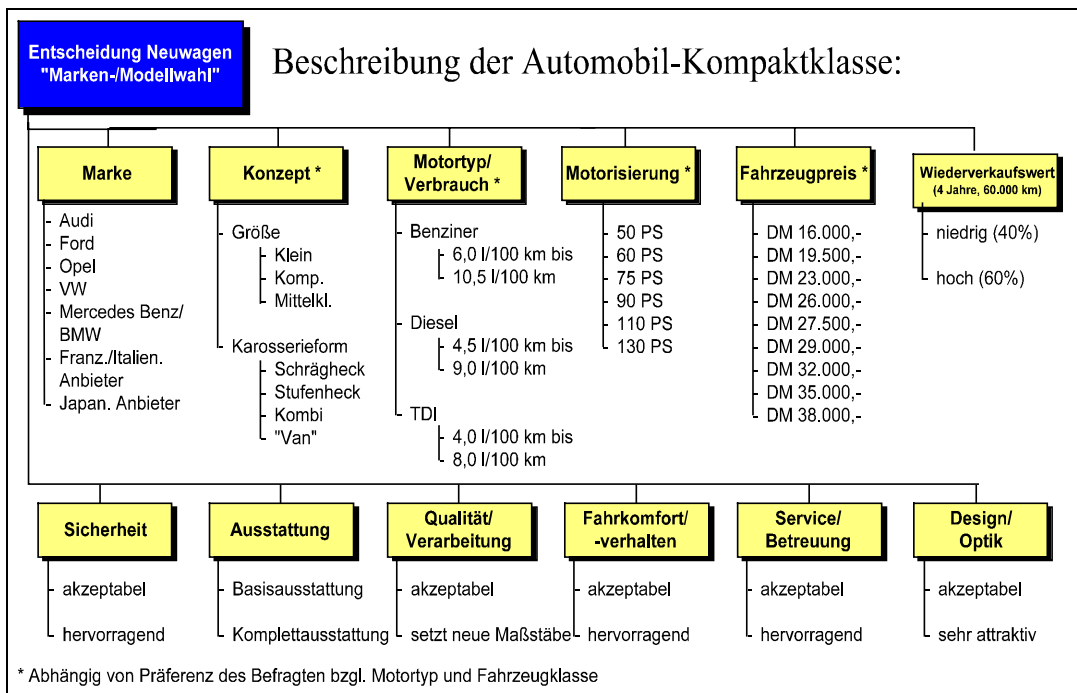 Entscheidung Neuwagen
"Marken-/Modellwahl"
Beschreibung der Automobil-Kompaktklasse:
Marke
- Audi
- Ford
- Opel
- VW
- Mercedes Benz/
BMW
- Franz./Italien.
Anbieter
- Japan. Anbieter
Konzept *
- Größe
- Klein
- Komp.
- Mittelkl.
- Karosserieform
- Schrägheck
- Stufenheck
- Kombi
- "Van"
Motortyp/
Verbrauch *
- Benziner
- 6,0 l/100 km bis
- 10,5 l/100 km
- Diesel
- 4,5 l/100 km bis
- 9,0 l/100 km
- TDI
- 4,0 l/100 km bis
- 8,0 l/100 km
Motorisierung *
- 50 PS
- 60 PS
- 75 PS
- 90 PS
- 110 PS
- 130 PS
Fahrzeugpreis *
- DM 16.000,-
- DM 19.500,-
- DM 23.000,-
- DM 26.000,-
- DM 27.500,-
- DM 29.000,-
- DM 32.000,-
- DM 35.000,-
- DM 38.000,-
Wiederverkaufswert
(4 Jahre, 60.000 km)
- niedrig (40%)
- hoch (60%)
Sicherheit
- akzeptabel
- hervorragend
Ausstattung
- Basisausstattung
- Komplettausstattung
Qualität/
Verarbeitung
- akzeptabel
- setzt neue Maßstäbe
Fahrkomfort/
-verhalten
- akzeptabel
- hervorragend
Service/
Betreuung
- akzeptabel
- hervorragend
Design/
Optik
- akzeptabel
- sehr attraktiv
* Abhängig von Präferenz des Befragten bzgl. Motortyp und Fahrzeugklasse